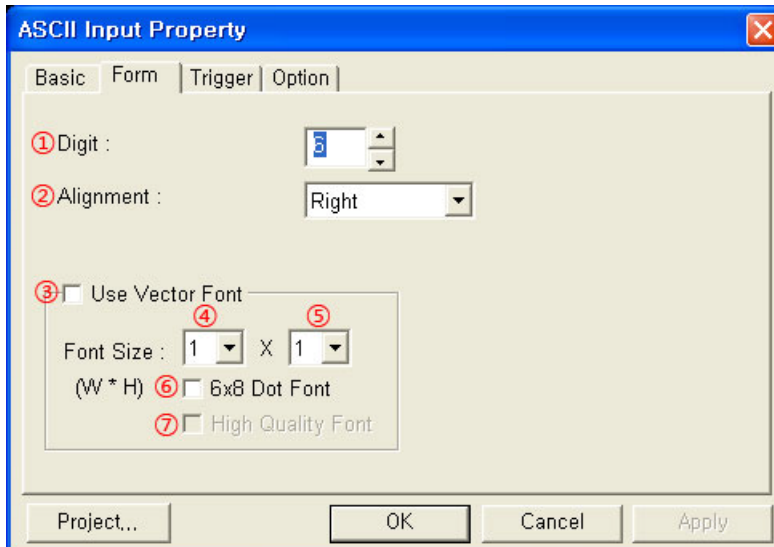 ASCII Input Property
Basic Form Trigger Option
①Digit : 6
②Alignment : Right
③ Use Vector Font
④ ⑤
Font Size : 1 X 1
(W * H) ⑥ 6x8 Dot Font
⑦ High Quality Font
Project... OK Cancel Apply